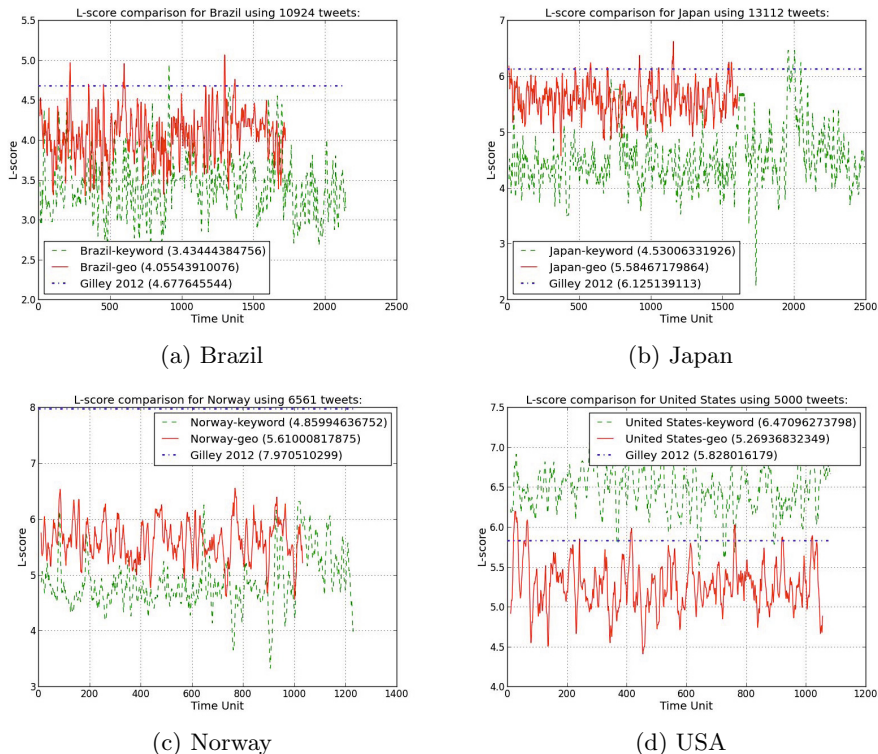 L-score comparison for Brazil using 10924 tweets:
5.5
5.0
4.5
4.0
3.5
3.0
2.5
2.0
L-score
Brazil-keyword (3.43444384756)
Brazil-geo (4.05543910076)
Gilley 2012 (4.677645544)
0 500 1000 1500 2000 2500
Time Unit
(a) Brazil
L-score comparison for Japan using 13112 tweets:
7
6
5
4
3
2
L-score
Japan-keyword (4.53006331926)
Japan-geo (5.58467179864)
Gilley 2012 (6.125139113)
0 500 1000 1500 2000 2500
Time Unit
(b) Japan
L-score comparison for Norway using 6561 tweets:
8
7
6
5
4
3
L-score
Norway-keyword (4.85994636752)
Norway-geo (5.61000817875)
Gilley 2012 (7.970510299)
0 200 400 600 800 1000 1200 1400
Time Unit
(c) Norway
L-score comparison for United States using 5000 tweets:
7.5
7.0
6.5
6.0
5.5
5.0
4.5
4.0
L-score
United States-keyword (6.47096273798)
United States-geo (5.26936832349)
Gilley 2012 (5.828016179)
0 200 400 600 800 1000 1200
Time Unit
(d) USA